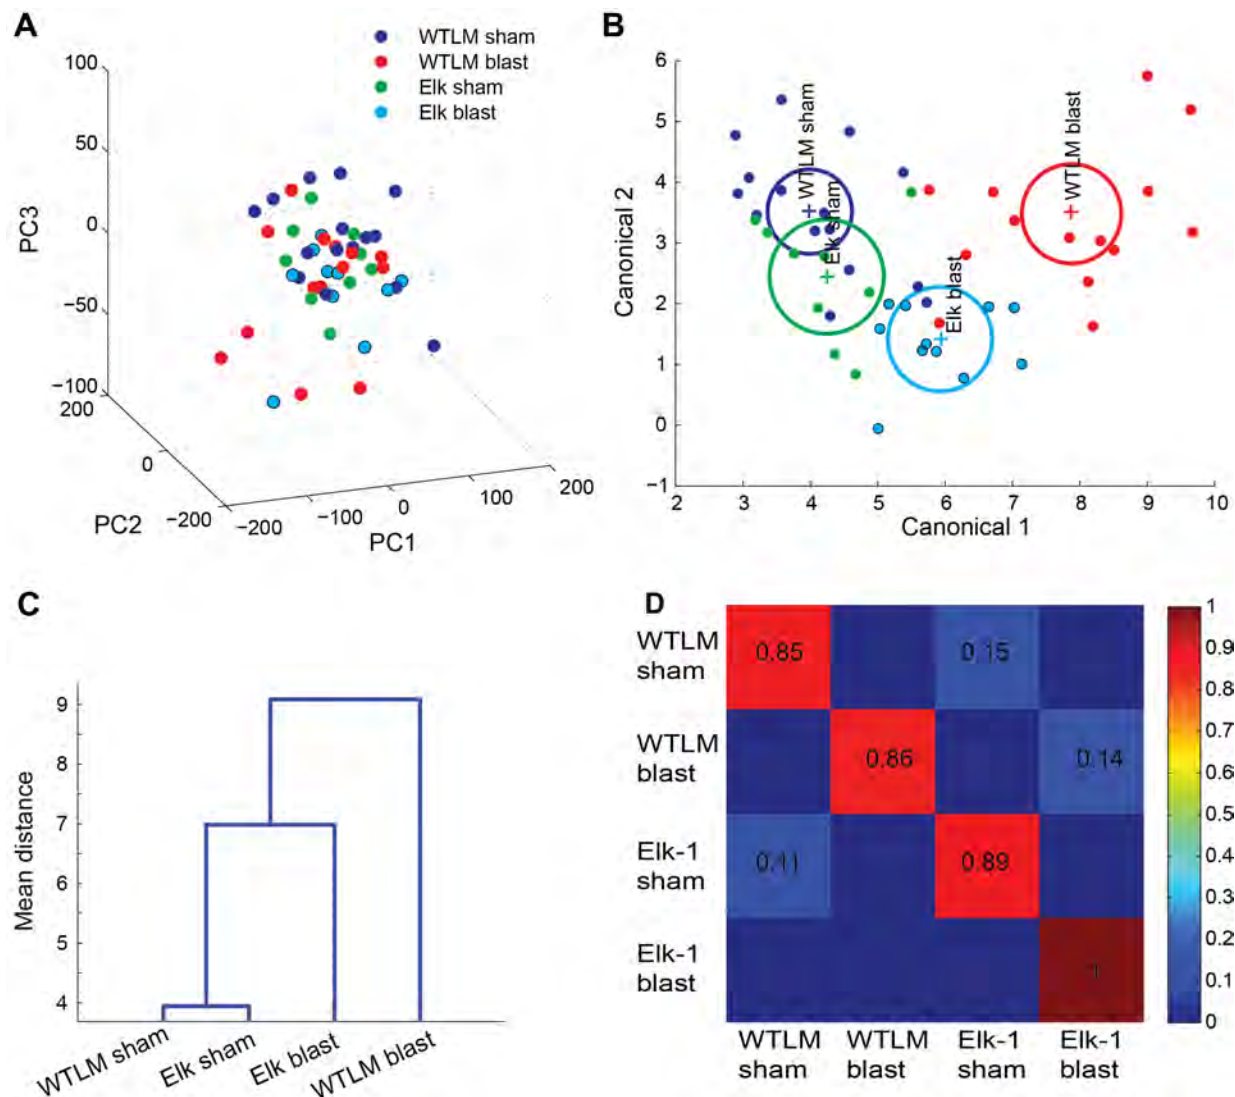 A
WTLM sham
WTLM blast
Elk sham
Elk blast
100
50
0
−50
−100
PC3
200
0
−200
PC2
−200
−100
0
100
200
PC1
B
6
5
4
3
2
1
0
−1
Canonical 2
WTLM sham
Elk sham
Elk blast
WTLM blast
2
3
4
5
6
7
8
9
10
Canonical 1
C
9
8
7
6
5
4
Mean distance
WTLM sham
Elk sham
Elk blast
WTLM blast
D
WTLM
sham
WTLM
blast
Elk-1
sham
Elk-1
blast
0.85
0.15
0.86
0.14
0.11
0.89
1
WTLM
sham
WTLM
blast
Elk-1
sham
Elk-1
blast
1
0.9
0.8
0.7
0.6
0.5
0.4
0.3
0.2
0.1
0